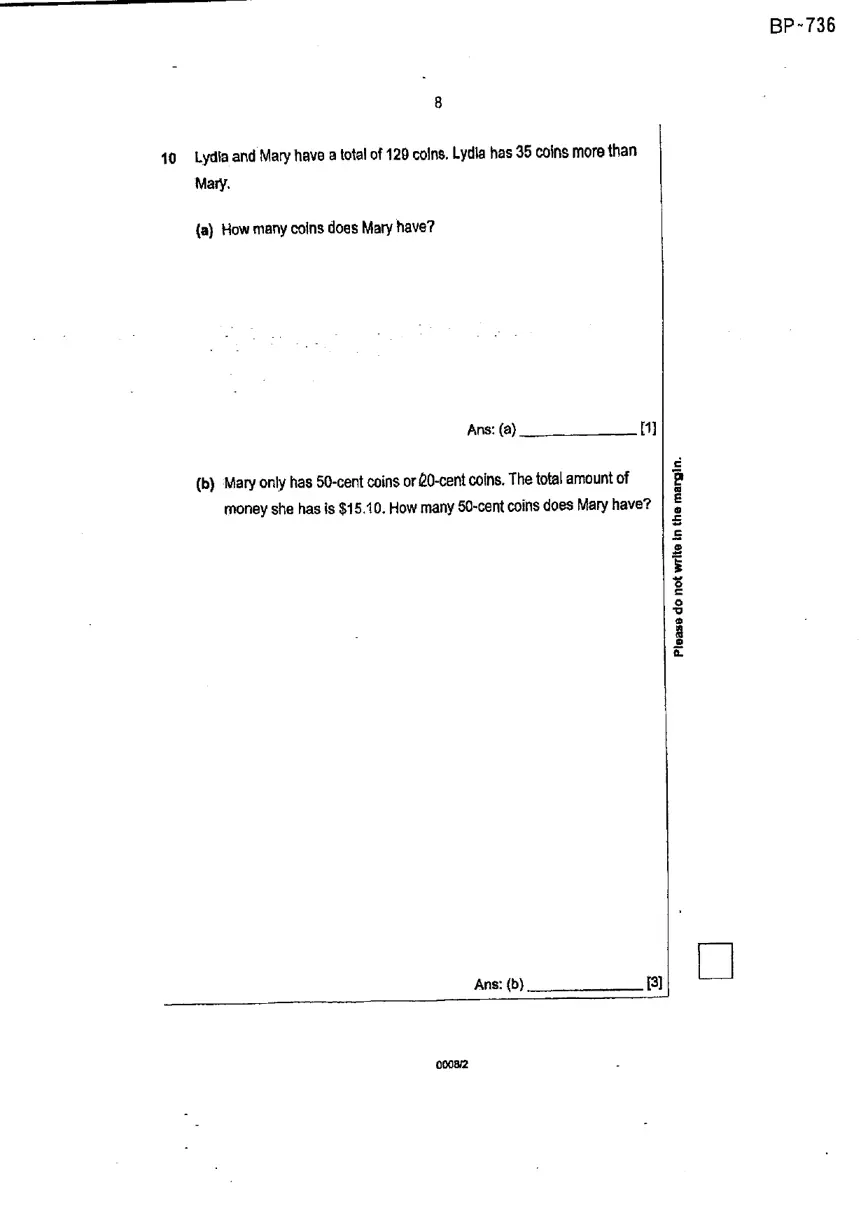 BP-736
8
10 Lydia and Mary have a total of 129 coins. Lydia has 35 coins more than
Mary.
(a) How many coins does Mary have?
Ans: (a) ______________ [1]
(b) Mary only has 50-cent coins or 20-cent coins. The total amount of
money she has is $15.10. How many 50-cent coins does Mary have?
Please do not write in the margin.
Ans: (b) ______________ [3]
0008/2